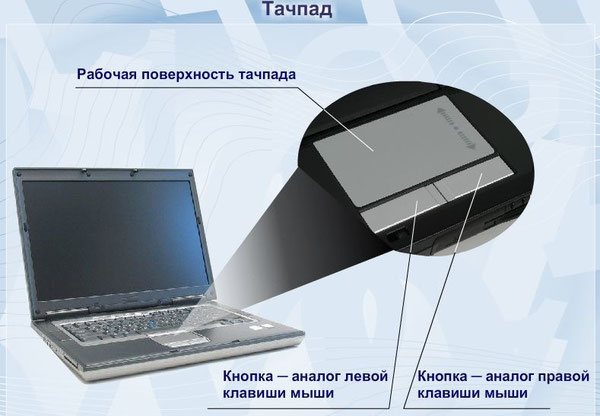 Тачпад
Рабочая поверхность тачпада
Кнопка — аналог левой
клавиши мыши
Кнопка — аналог правой
клавиши мыши